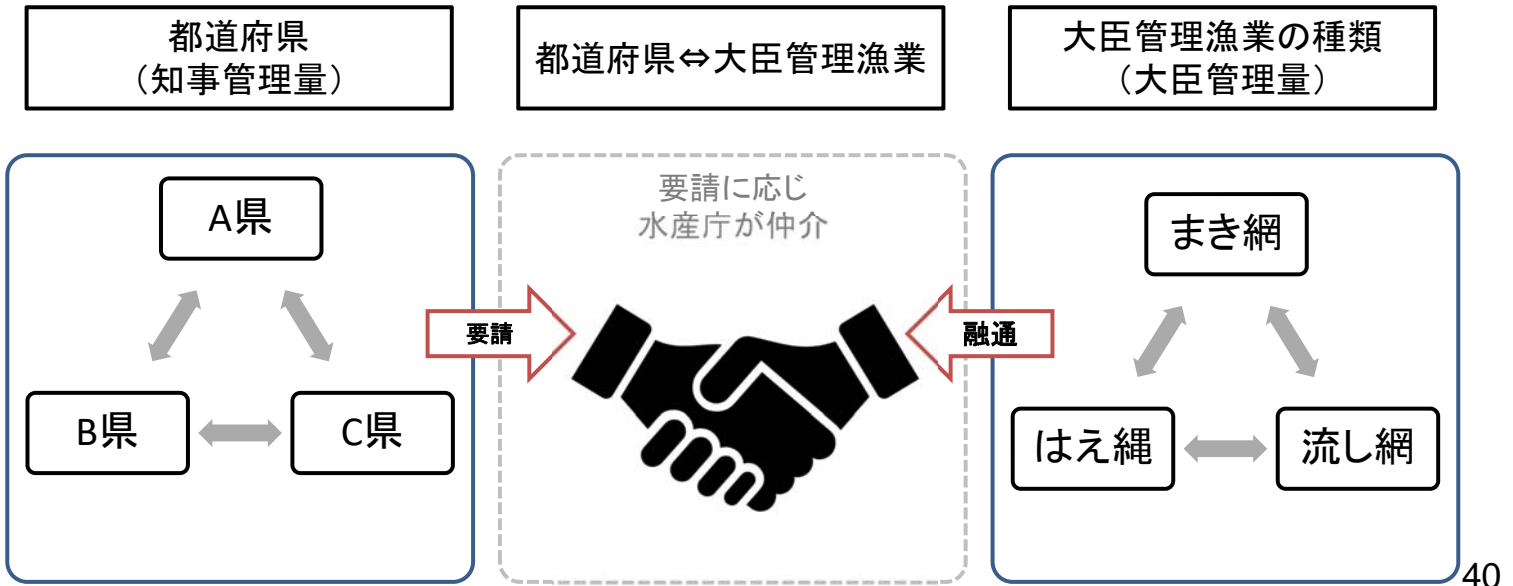 都道府県
（知事管理量）
都道府県⇔大臣管理漁業
大臣管理漁業の種類
（大臣管理量）
A県
B県
C県
要請
要請に応じ
水産庁が仲介
融通
まき網
はえ縄
流し網
40